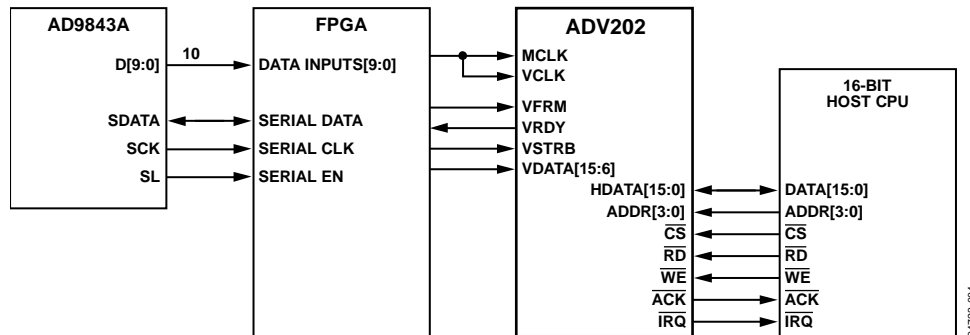 AD9843A
FPGA
ADV202
D[9:0]
10
DATA INPUTS[9:0]
MCLK
VCLK
16-BIT
HOST CPU
VFRM
SDATA
SERIAL DATA
VRDY
SCK
SERIAL CLK
VSTRB
SL
SERIAL EN
VDATA[15:6]
HDATA[15:0]
DATA[15:0]
ADDR[3:0]
ADDR[3:0]
CS
CS
RD
RD
WE
WE
ACK
ACK
IRQ
IRQ